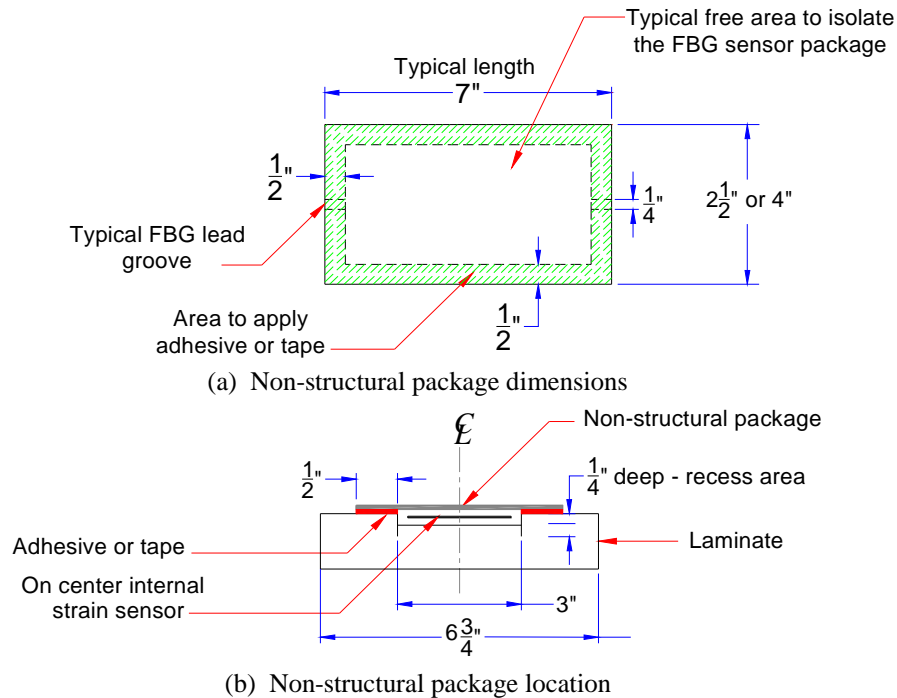 Typical free area to isolate
the FBG sensor package
Typical length
7"
1/2"
1/4"
2 1/2" or 4"
Typical FBG lead
groove
Area to apply
adhesive or tape
1/2"
(a) Non-structural package dimensions
Non-structural package
℄
1/2"
1/4" deep - recess area
Adhesive or tape
Laminate
On center internal
strain sensor
3"
6 3/4"
(b) Non-structural package location